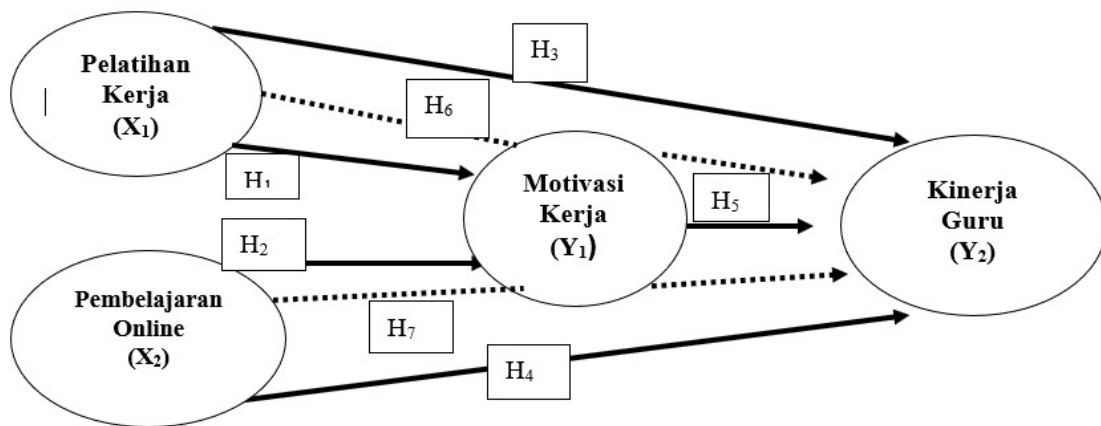 Pelatihan
Kerja
(X₁)
H₃
H₆
H₁
Motivasi
Kerja
(Y₁)
H₅
Kinerja
Guru
(Y₂)
H₂
Pembelajaran
Online
(X₂)
H₇
H₄